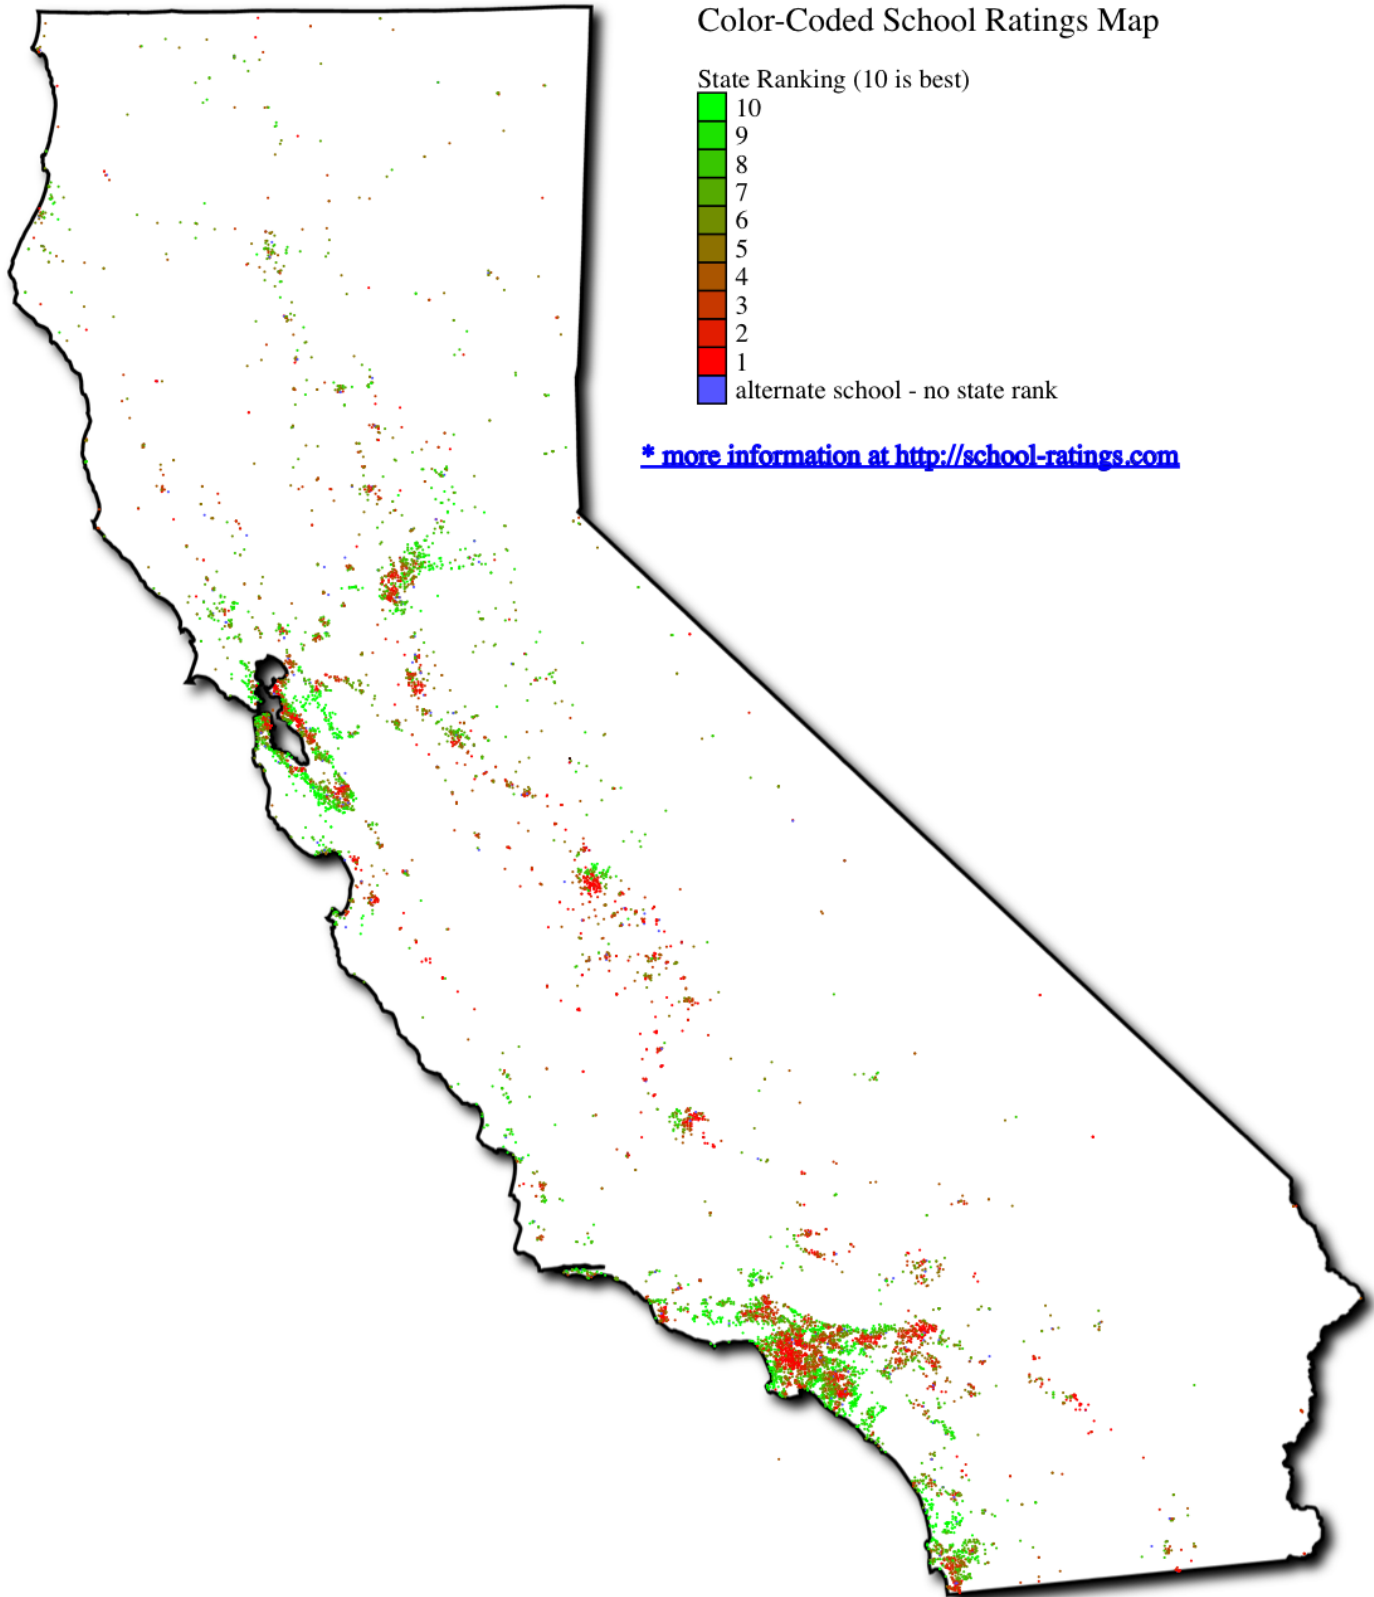 Color-Coded School Ratings Map
State Ranking (10 is best)
10
9
8
7
6
5
4
3
2
1
alternate school - no state rank
* more information at http://school-ratings.com